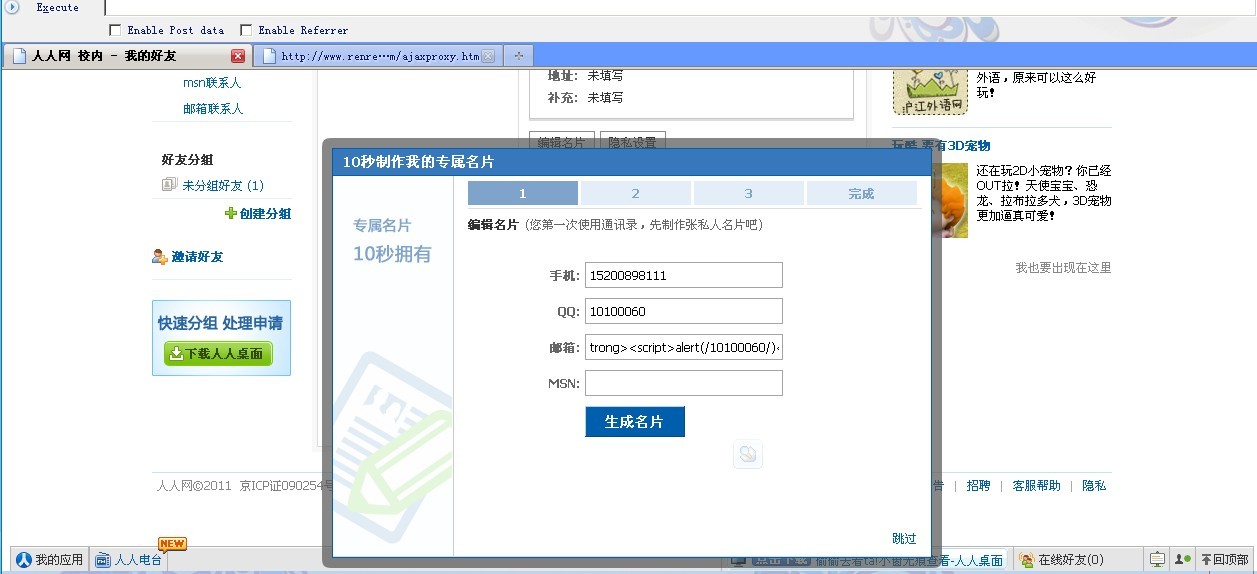 Execute
Enable Post data Enable Referrer
人人网 校内 - 我的好友 http://www.renre…m/ajaxproxy.htm
msn联系人
邮箱联系人
好友分组
未分组好友 (1)
创建分组
邀请好友
快速分组 处理申请
下载人人桌面
地址: 未填写
补充: 未填写
编辑名片 隐私设置
10秒制作我的专属名片
专属名片
10秒拥有
1 2 3 完成
编辑名片 (您第一次使用通讯录，先制作张私人名片吧)
手机: 15200898111
QQ: 10100060
邮箱: trong><script>alert(/10100060/)<
MSN:
生成名片
跳过
外语，原来可以这么好
玩!
沪江外语网
玩酷 要有3D宠物
还在玩2D小宠物? 你已经
OUT拉! 天使宝宝、恐
龙、拉布拉多犬，3D宠物
更加逼真可爱!
我也要出现在这里
人人网©2011 京ICP证090254号
告 | 招聘 | 客服帮助 | 隐私
NEW
我的应用 人人电台 点击下载 偷偷去看ta!小窗无痕查看-人人桌面 在线好友(0) 回顶部